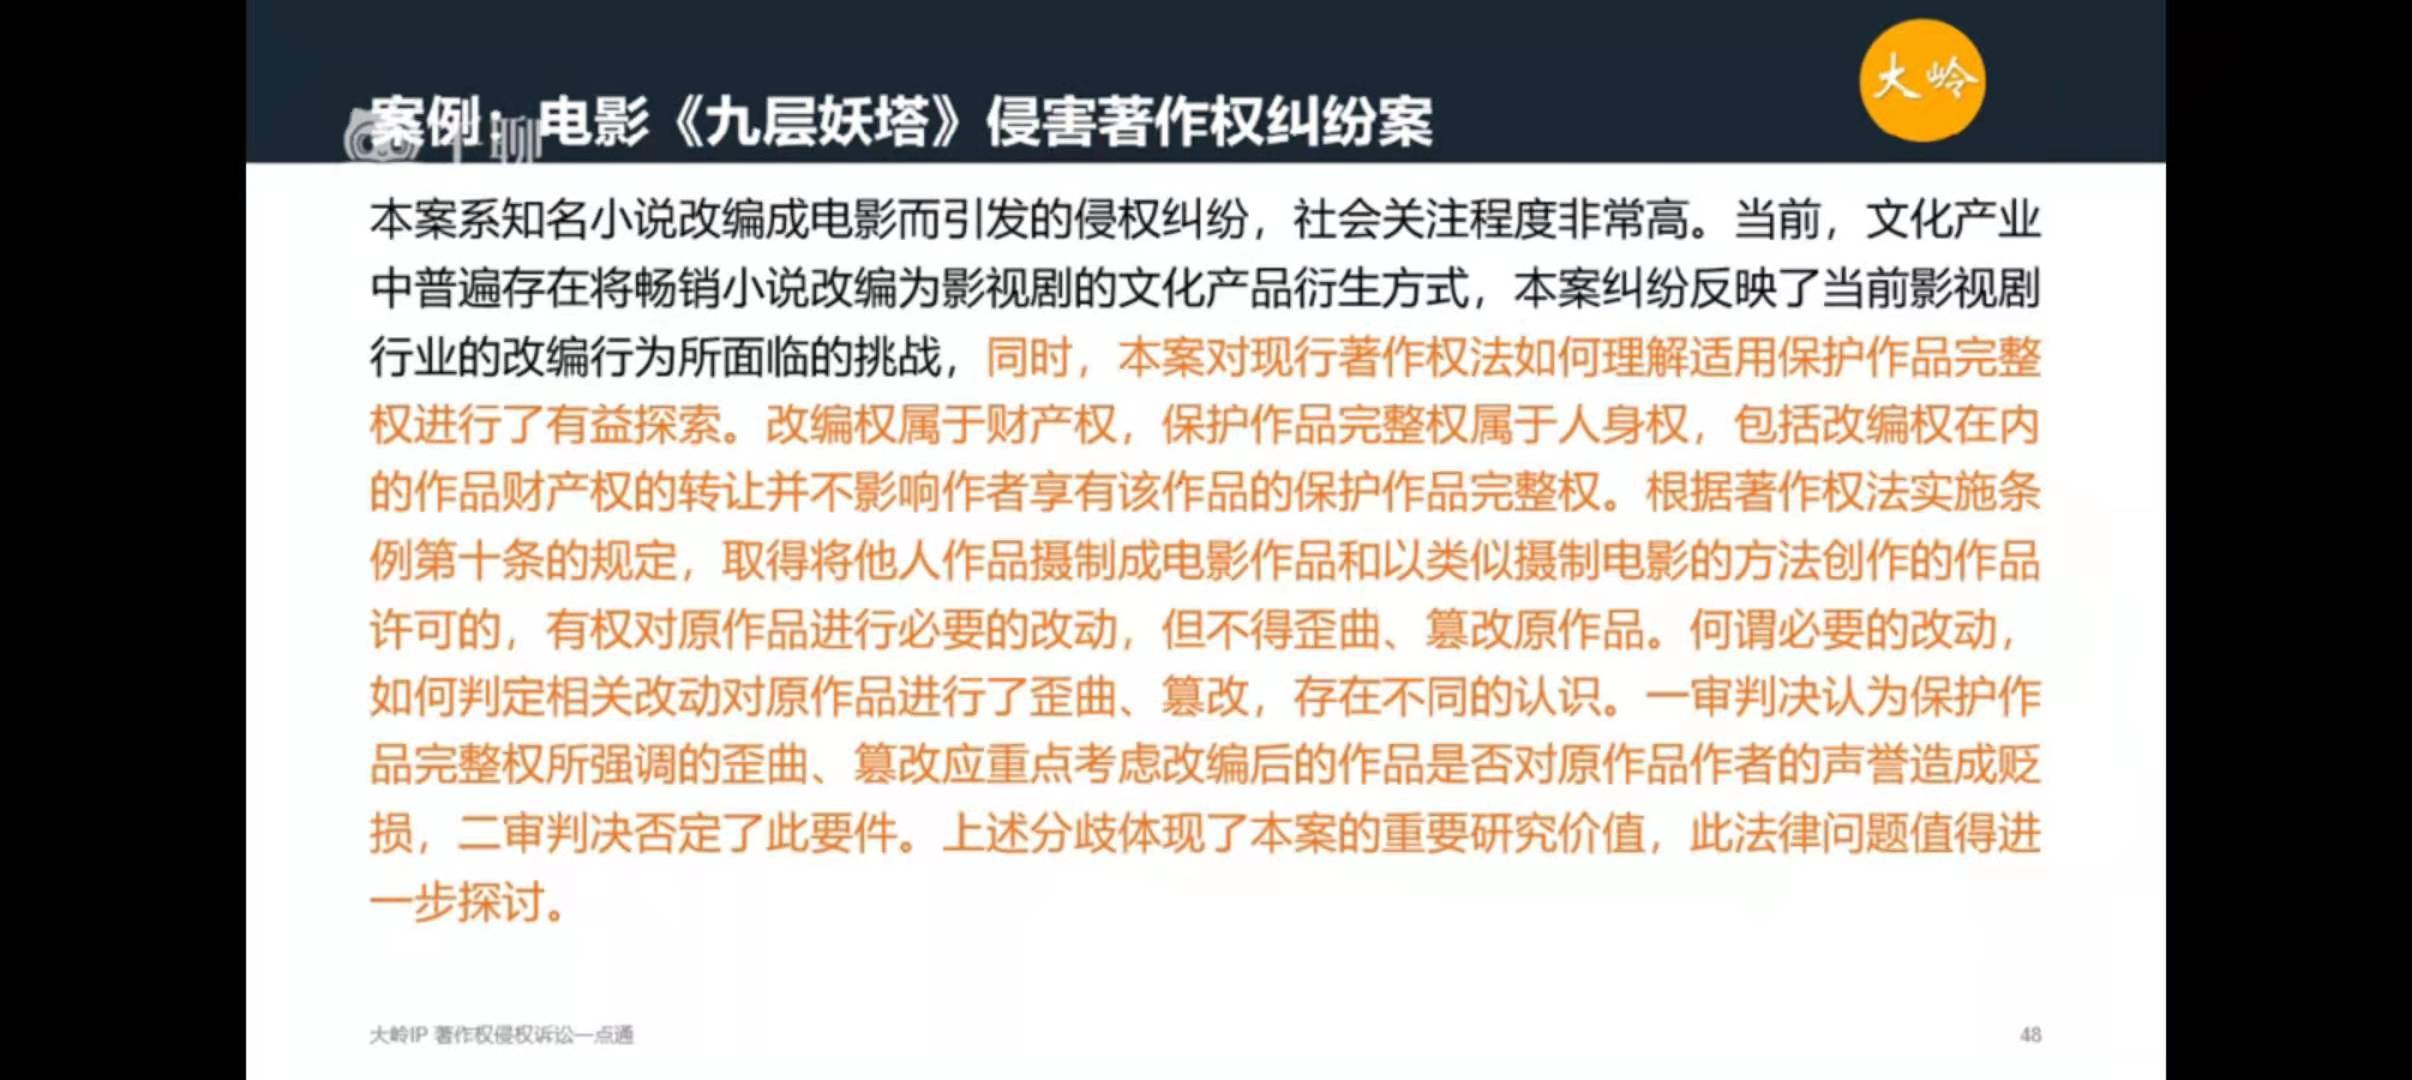 大岭
案例：电影《九层妖塔》侵害著作权纠纷案
本案系知名小说改编成电影而引发的侵权纠纷，社会关注程度非常高。当前，文化产业
中普遍存在将畅销小说改编为影视剧的文化产品衍生方式，本案纠纷反映了当前影视剧
行业的改编行为所面临的挑战，同时，本案对现行著作权法如何理解适用保护作品完整
权进行了有益探索。改编权属于财产权，保护作品完整权属于人身权，包括改编权在内
的作品财产权的转让并不影响作者享有该作品的保护作品完整权。根据著作权法实施条
例第十条的规定，取得将他人作品摄制成电影作品和以类似摄制电影的方法创作的作品
许可的，有权对原作品进行必要的改动，但不得歪曲、篡改原作品。何谓必要的改动，
如何判定相关改动对原作品进行了歪曲、篡改，存在不同的认识。一审判决认为保护作
品完整权所强调的歪曲、篡改应重点考虑改编后的作品是否对原作品作者的声誉造成贬
损，二审判决否定了此要件。上述分歧体现了本案的重要研究价值，此法律问题值得进
一步探讨。
大岭IP 著作权侵权诉讼一点通
48